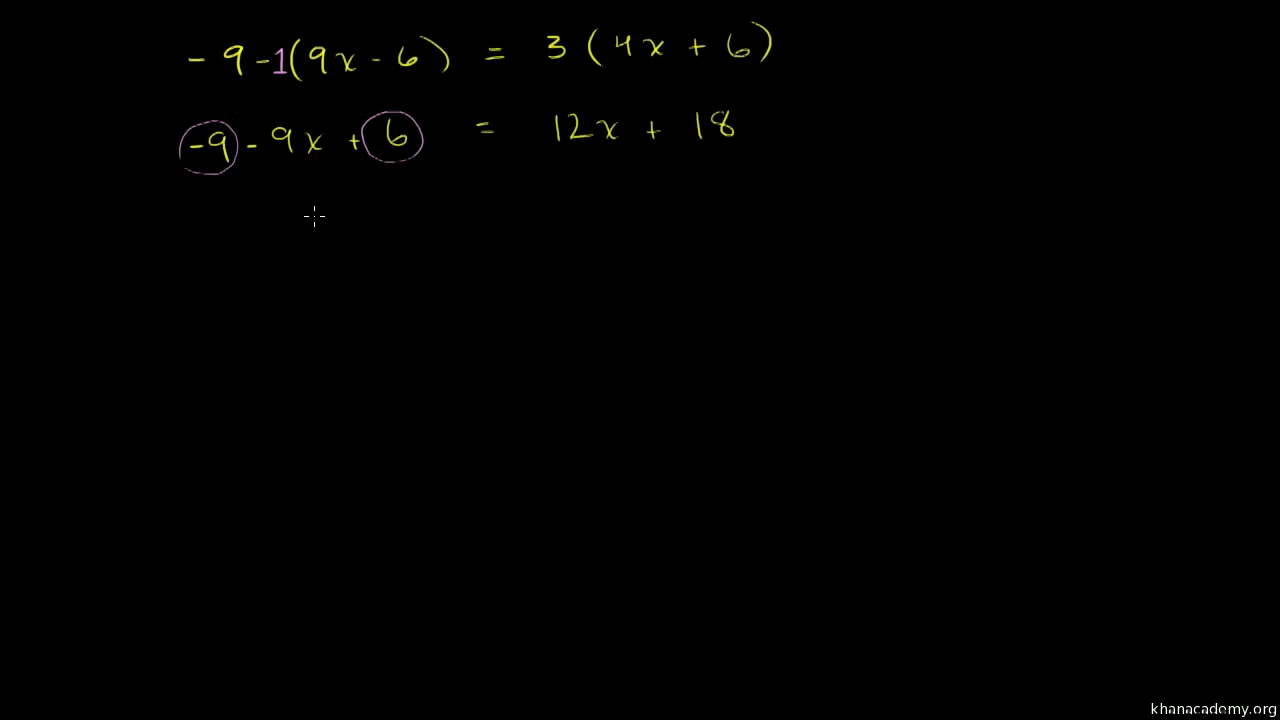 -9-1(9x-6) = 3(4x+6)
-9-9x+6 = 12x+18
khanacademy.org